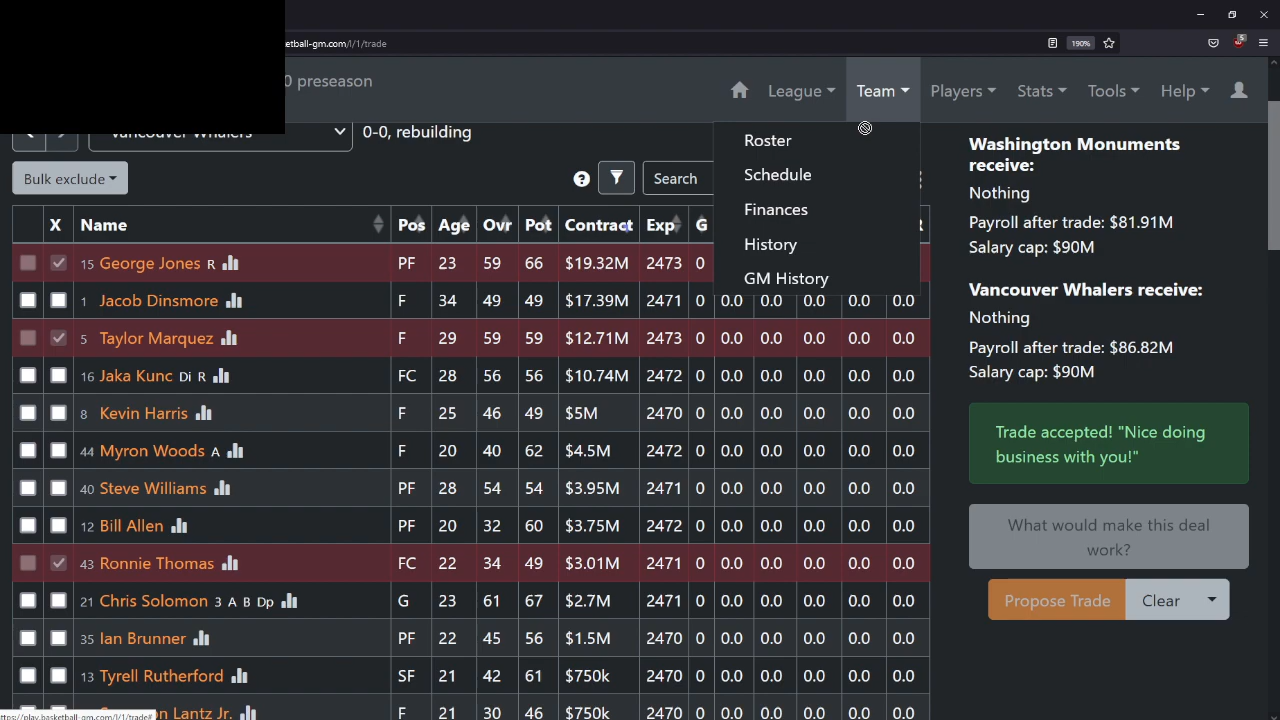 etball-gm.com/l/1/trade
190%
5
0 preseason
League
Team
Players
Stats
Tools
Help
Vancouver Whalers
0-0, rebuilding
Roster
Schedule
Finances
History
GM History
Bulk exclude
?
Search
X Name Pos Age Ovr Pot Contract Exp G
15 George Jones R PF 23 59 66 $19.32M 2473 0
1 Jacob Dinsmore F 34 49 49 $17.39M 2471 0 0.0 0.0 0.0 0.0 0.0
5 Taylor Marquez F 29 59 59 $12.71M 2473 0 0.0 0.0 0.0 0.0 0.0
16 Jaka Kunc Di R FC 28 56 56 $10.74M 2472 0 0.0 0.0 0.0 0.0 0.0
8 Kevin Harris F 25 46 49 $5M 2470 0 0.0 0.0 0.0 0.0 0.0
44 Myron Woods A F 20 40 62 $4.5M 2472 0 0.0 0.0 0.0 0.0 0.0
40 Steve Williams PF 28 54 54 $3.95M 2471 0 0.0 0.0 0.0 0.0 0.0
12 Bill Allen PF 20 32 60 $3.75M 2472 0 0.0 0.0 0.0 0.0 0.0
43 Ronnie Thomas FC 22 34 49 $3.01M 2471 0 0.0 0.0 0.0 0.0 0.0
21 Chris Solomon 3 A B Dp G 23 61 67 $2.7M 2471 0 0.0 0.0 0.0 0.0 0.0
35 Ian Brunner PF 22 45 56 $1.5M 2470 0 0.0 0.0 0.0 0.0 0.0
13 Tyrell Rutherford SF 21 42 61 $750k 2470 0 0.0 0.0 0.0 0.0 0.0
on Lantz Jr. F 21 30 46 $750k 2470 0 0.0 0.0 0.0 0.0 0.0
ttps://play.basketball-gm.com/l/1/trade#
Washington Monuments
receive:
Nothing
Payroll after trade: $81.91M
Salary cap: $90M
Vancouver Whalers receive:
Nothing
Payroll after trade: $86.82M
Salary cap: $90M
Trade accepted! "Nice doing
business with you!"
What would make this deal
work?
Propose Trade
Clear